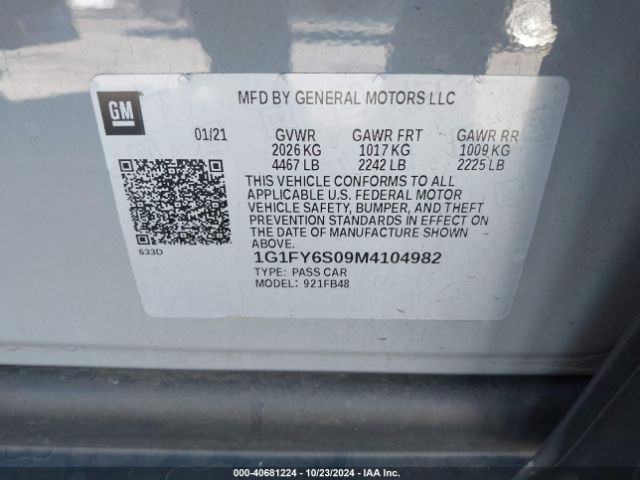 GM
MFD BY GENERAL MOTORS LLC
01/21 GVWR GAWR FRT GAWR RR
2026 KG 1017 KG 1009 KG
4467 LB 2242 LB 2225 LB
THIS VEHICLE CONFORMS TO ALL
APPLICABLE U.S. FEDERAL MOTOR
VEHICLE SAFETY, BUMPER, AND THEFT
PREVENTION STANDARDS IN EFFECT ON
THE DATE OF MANUFACTURE SHOWN
ABOVE.
633D
1G1FY6S09M4104982
TYPE: PASS CAR
MODEL: 921FB48
000-40681224 - 10/23/2024 - IAA Inc.